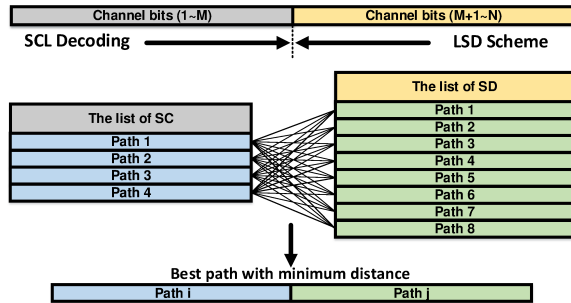 Channel bits (1~M) Channel bits (M+1~N)
SCL Decoding LSD Scheme
The list of SC
Path 1
Path 2
Path 3
Path 4
The list of SD
Path 1
Path 2
Path 3
Path 4
Path 5
Path 6
Path 7
Path 8
Best path with minimum distance
Path i Path j